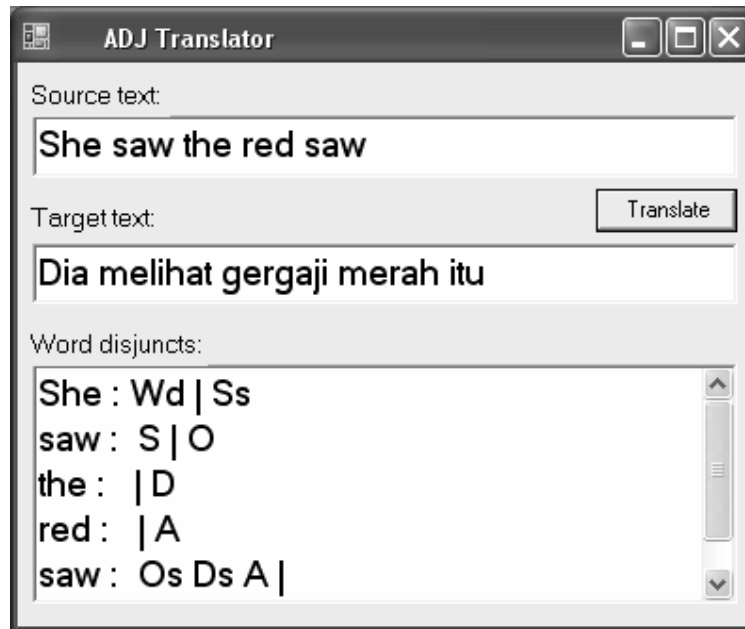 ADJ Translator
Source text:
She saw the red saw
Translate
Target text:
Dia melihat gergaji merah itu
Word disjuncts:
She : Wd | Ss
saw : S | O
the : | D
red : | A
saw : Os Ds A |